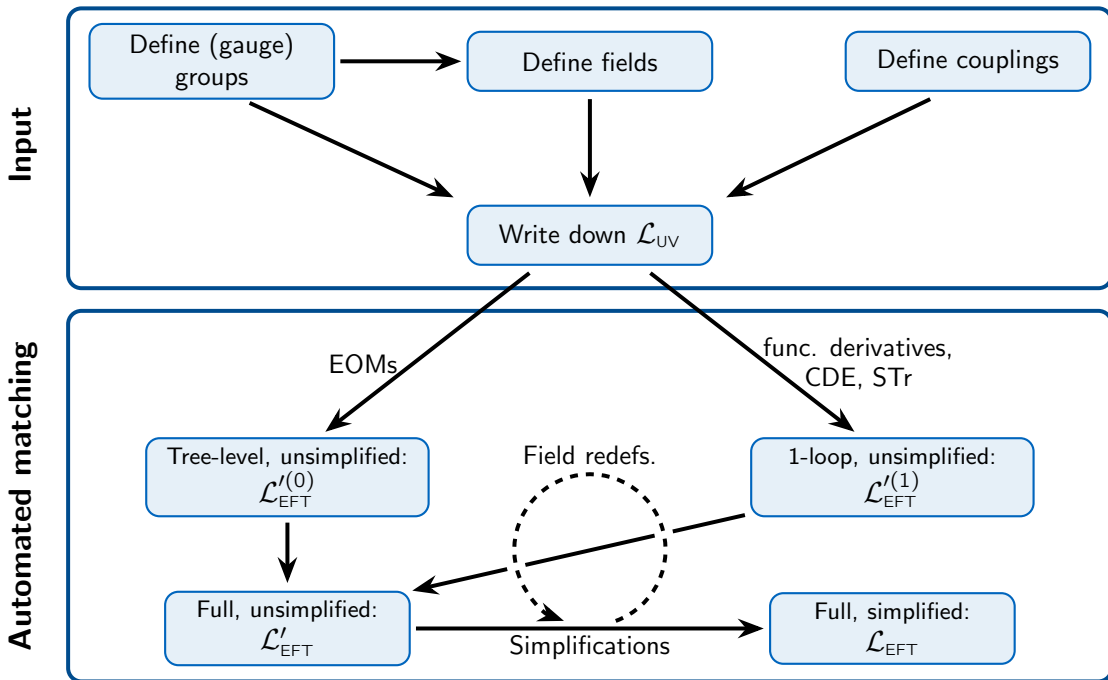 Input
Define (gauge)
groups
Define fields
Define couplings
Write down ℒ_UV
Automated matching
EOMs
func. derivatives,
CDE, STr
Tree-level, unsimplified:
ℒ′_EFT^(0)
Field redefs.
1-loop, unsimplified:
ℒ′_EFT^(1)
Full, unsimplified:
ℒ′_EFT
Simplifications
Full, simplified:
ℒ_EFT